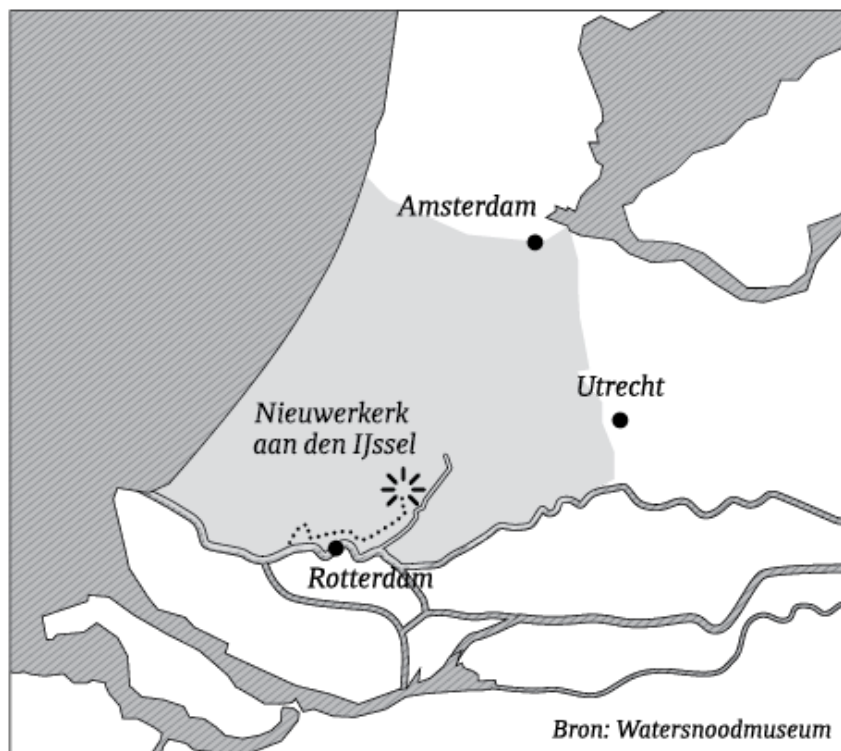 Amsterdam
Utrecht
Nieuwerkerk
aan den IJssel
Rotterdam
Bron: Watersnoodmuseum